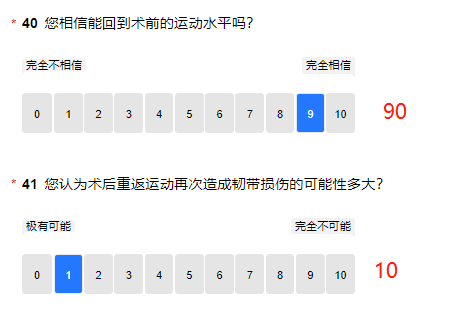 * 40 您相信能回到术前的运动水平吗?
完全不相信 完全相信
0 1 2 3 4 5 6 7 8 9 10 90
* 41 您认为术后重返运动再次造成韧带损伤的可能性多大?
极有可能 完全不可能
0 1 2 3 4 5 6 7 8 9 10 10